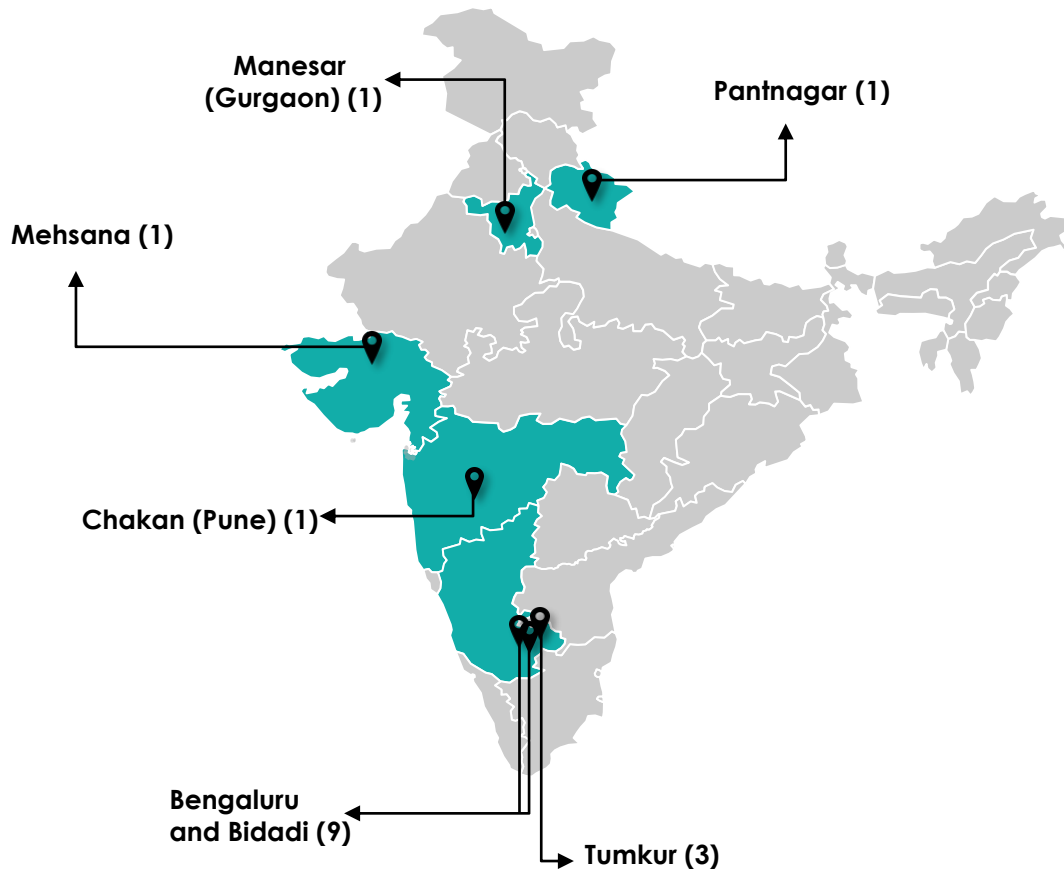 Manesar
(Gurgaon) (1)
Pantnagar (1)
Mehsana (1)
Chakan (Pune) (1)
Bengaluru
and Bidadi (9)
Tumkur (3)